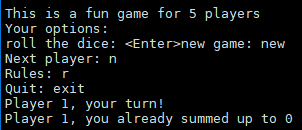 This is a fun game for 5 players
Your options:
roll the dice: <Enter>new game: new
Next player: n
Rules: r
Quit: exit
Player 1, your turn!
Player 1, you already summed up to 0